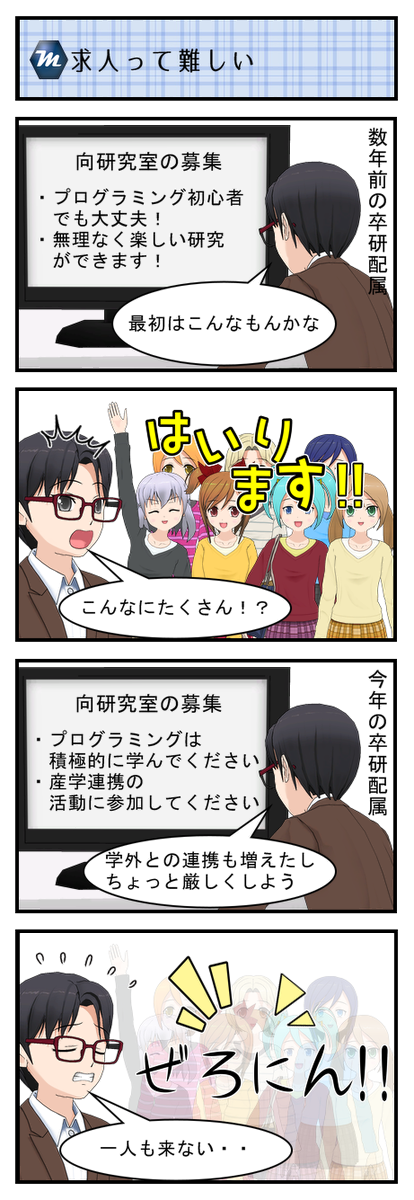 m 求人って難しい
数年前の卒研配属
向研究室の募集
・プログラミング初心者
でも大丈夫！
・無理なく楽しい研究
ができます！
最初はこんなもんかな
はいり
ます!!
こんなにたくさん！？
今年の卒研配属
向研究室の募集
・プログラミングは
積極的に学んでください
・産学連携の
活動に参加してください
学外との連携も増えたし
ちょっと厳しくしよう
ぜろにん!!
一人も来ない・・